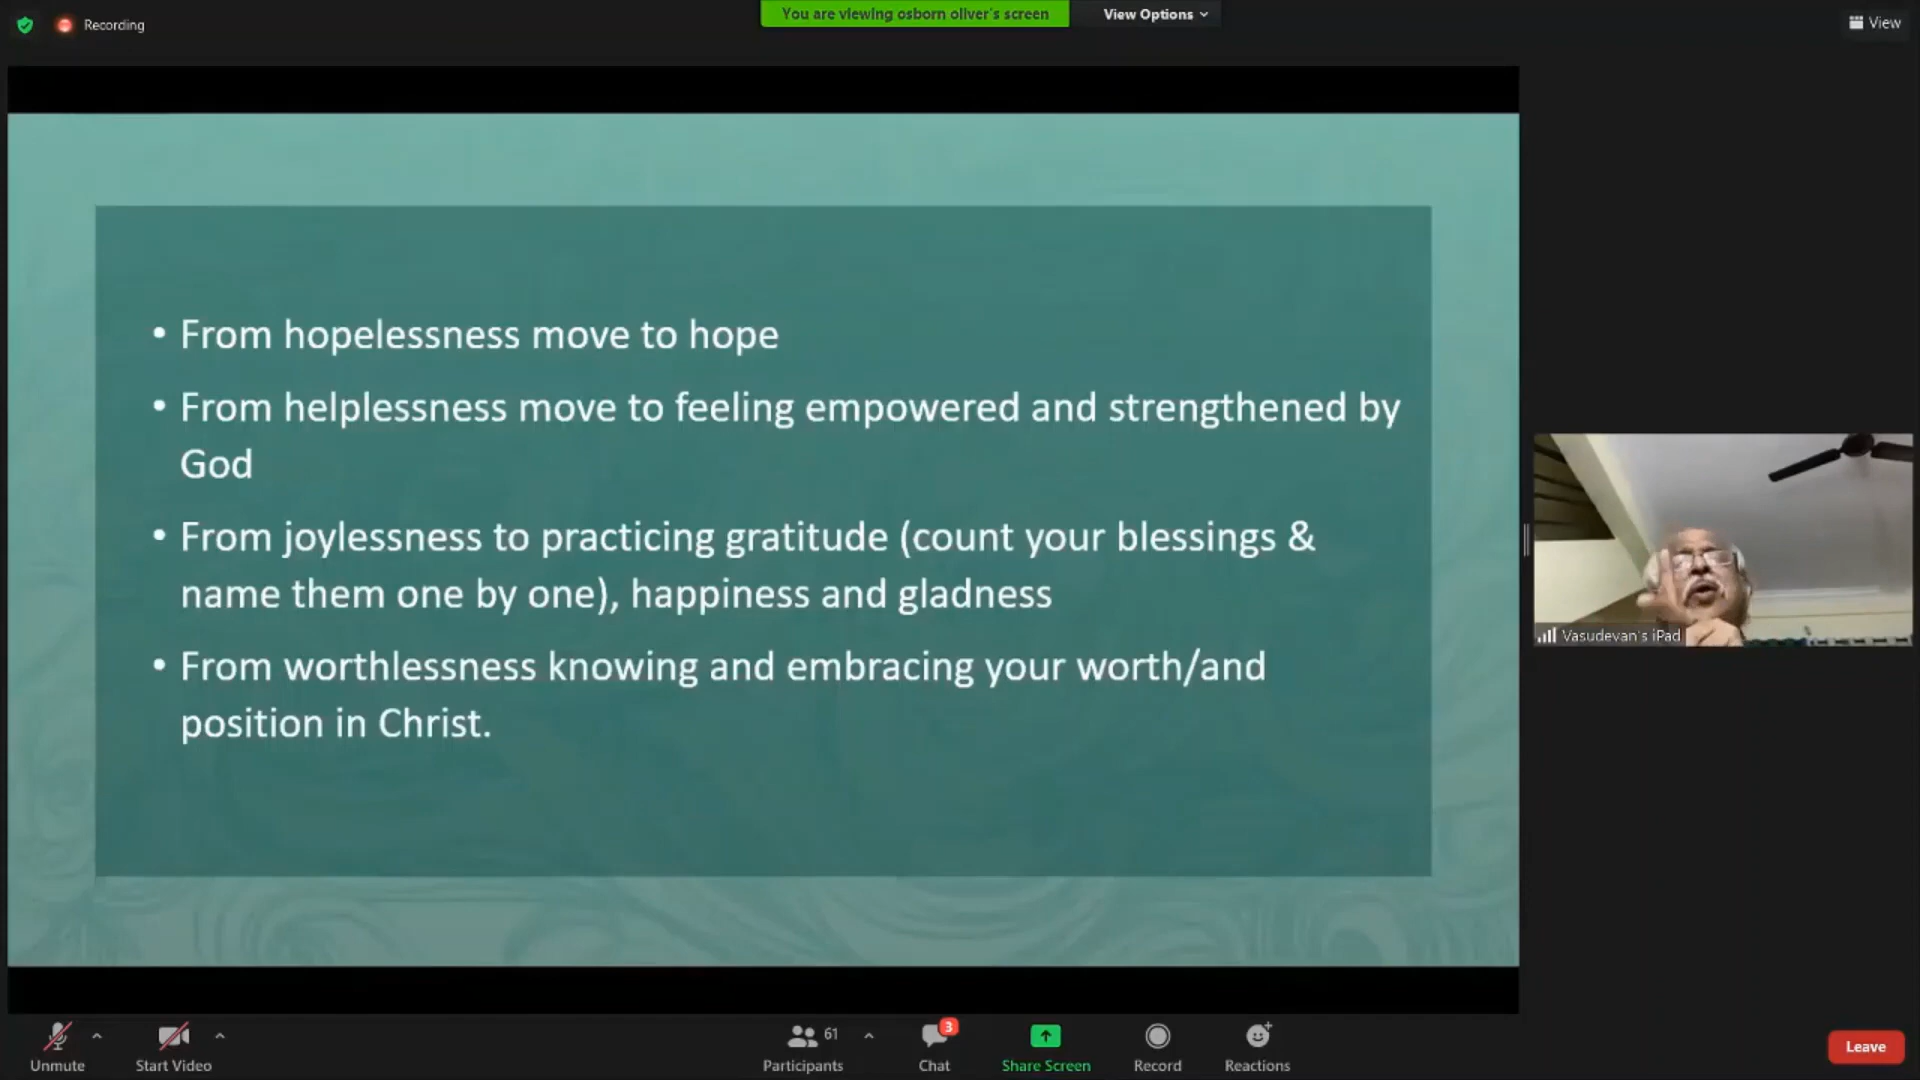 Recording
You are viewing osborn oliver's screen
View Options
View
• From hopelessness move to hope
• From helplessness move to feeling empowered and strengthened by
God
• From joylessness to practicing gratitude (count your blessings &
name them one by one), happiness and gladness
• From worthlessness knowing and embracing your worth/and
position in Christ.
Vasudevan's iPad
Unmute
Start Video
61
Participants
3
Chat
Share Screen
Record
Reactions
Leave